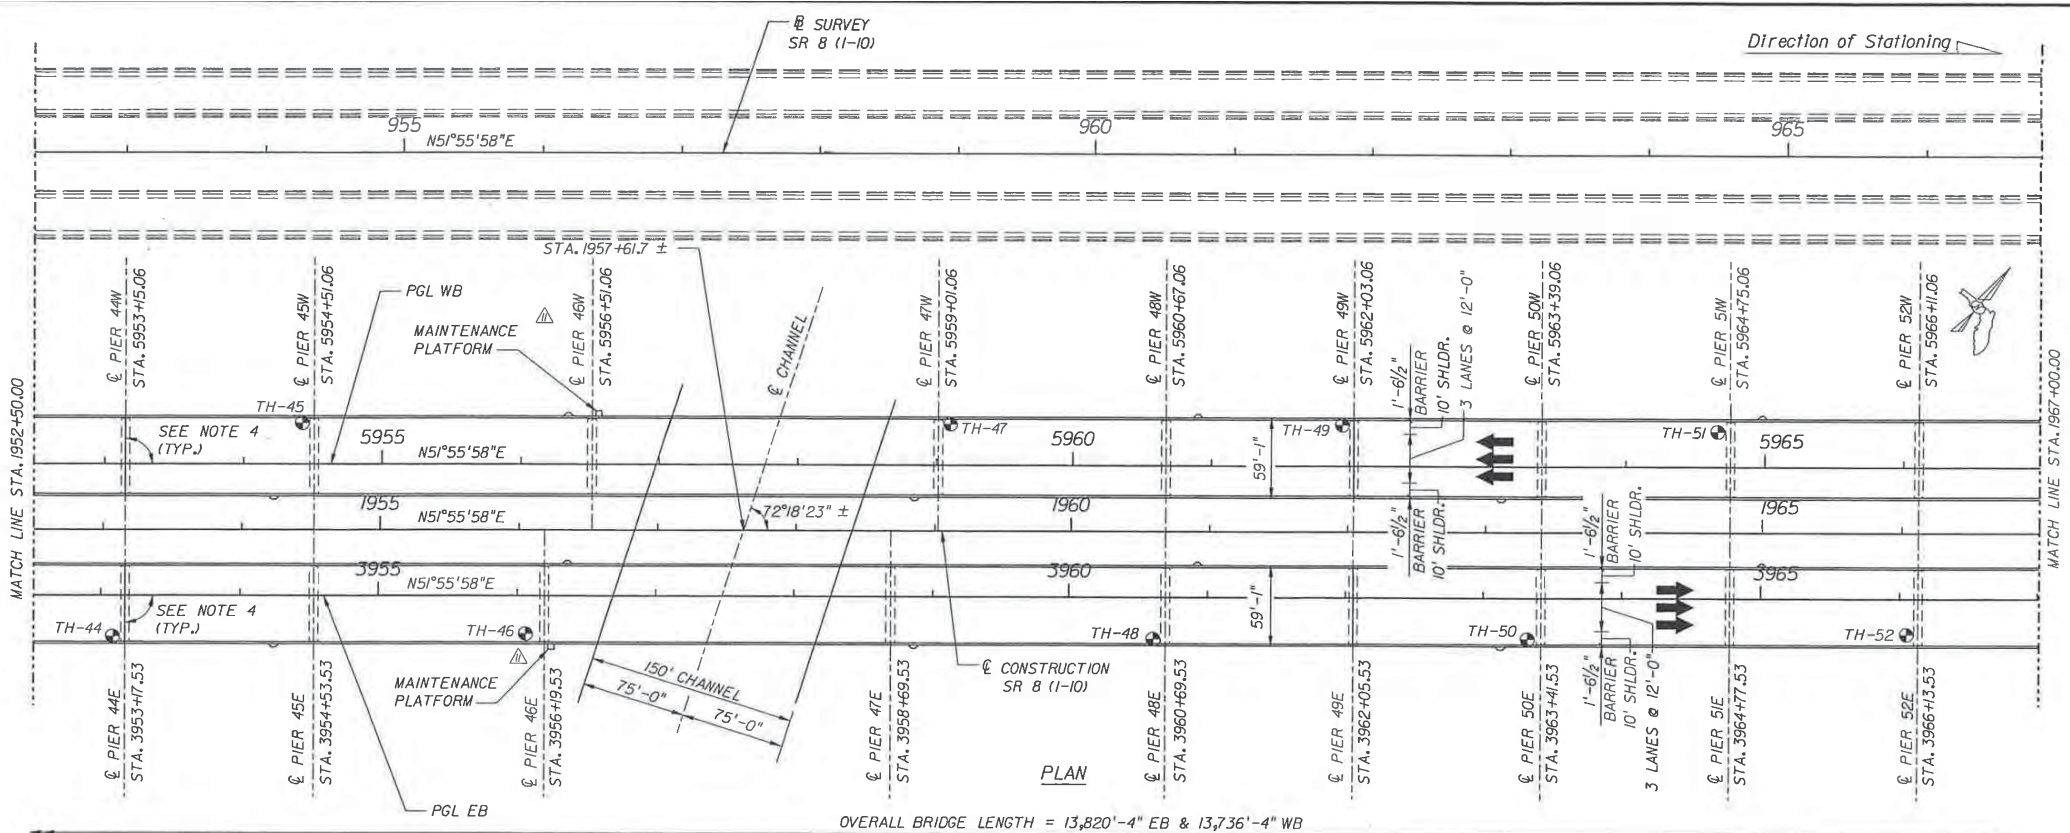 ℄ SURVEY
SR 8 (I-10)
Direction of Stationing
955
960
965
N51°55'58"E
STA. 1957+61.7 ±
℄ PIER 44W
STA. 5953+15.06
℄ PIER 45W
STA. 5954+51.06
℄ PIER 46W
STA. 5956+51.06
℄ PIER 47W
STA. 5959+01.06
℄ PIER 48W
STA. 5960+67.06
℄ PIER 49W
STA. 5962+03.06
℄ PIER 50W
STA. 5963+39.06
℄ PIER 51W
STA. 5964+75.06
℄ PIER 52W
STA. 5966+11.06
PGL WB
MAINTENANCE
PLATFORM
℄ CHANNEL
1'-6½"
BARRIER
10' SHLDR.
3 LANES @ 12'-0"
MATCH LINE STA. 1952+50.00
MATCH LINE STA. 1967+00.00
TH-45
TH-47
TH-49
TH-51
SEE NOTE 4
(TYP.)
5955
N51°55'58"E
5960
5965
59'-1"
1955
N51°55'58"E
72°18'23" ±
1960
1965
1'-6½"
BARRIER
10' SHLDR.
1'-6½"
BARRIER
10' SHLDR.
3955
N51°55'58"E
3960
3965
59'-1"
SEE NOTE 4
(TYP.)
TH-44
TH-46
TH-48
TH-50
TH-52
MAINTENANCE
PLATFORM
150' CHANNEL
75'-0"
75'-0"
℄ CONSTRUCTION
SR 8 (I-10)
1'-6½"
BARRIER
10' SHLDR.
3 LANES @ 12'-0"
℄ PIER 44E
STA. 3953+17.53
℄ PIER 45E
STA. 3954+53.53
℄ PIER 46E
STA. 3956+19.53
℄ PIER 47E
STA. 3958+69.53
℄ PIER 48E
STA. 3960+69.53
℄ PIER 49E
STA. 3962+05.53
℄ PIER 50E
STA. 3963+41.53
℄ PIER 51E
STA. 3964+77.53
℄ PIER 52E
STA. 3966+13.53
PGL EB
PLAN
OVERALL BRIDGE LENGTH = 13,820'-4" EB & 13,736'-4" WB